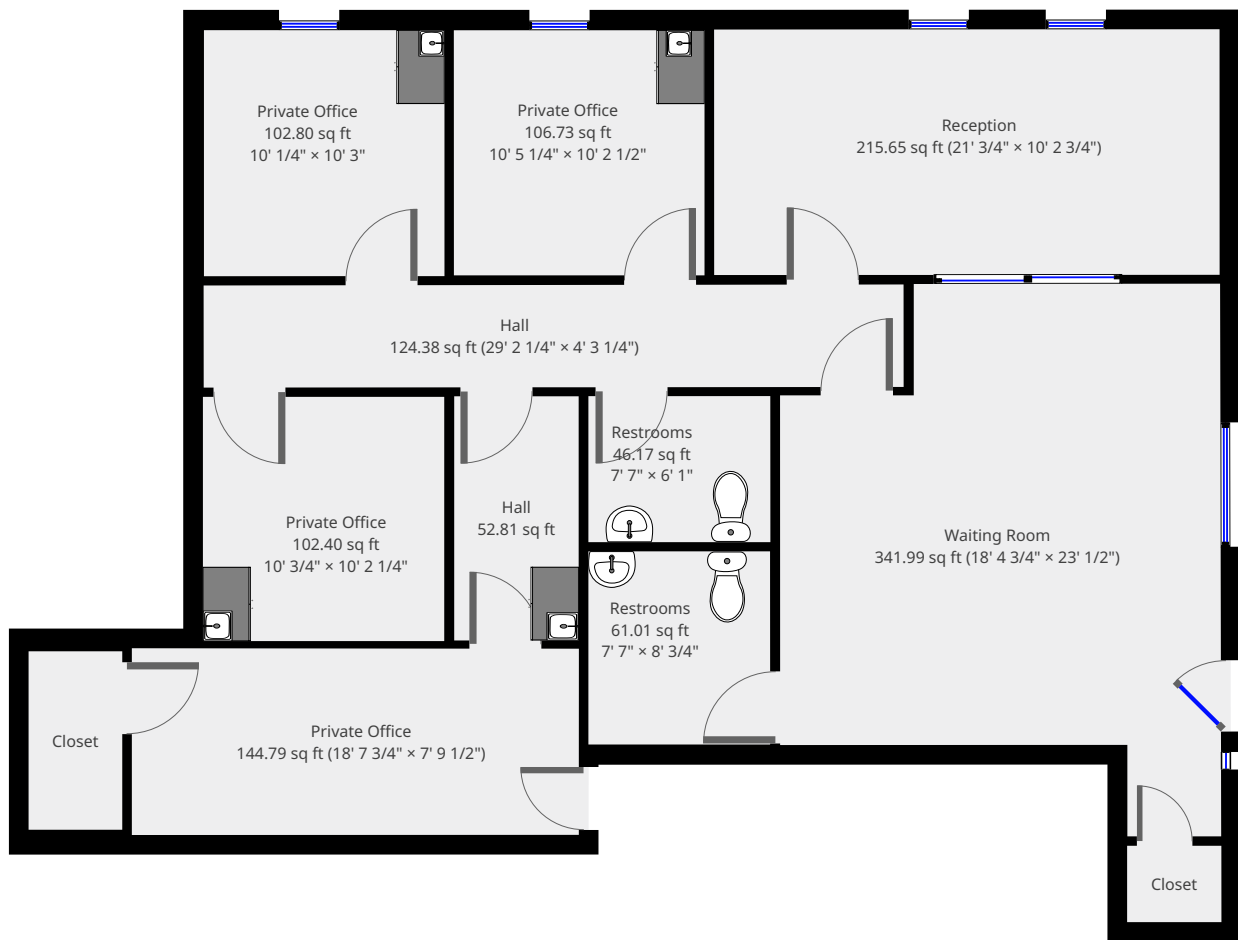 Private Office
102.80 sq ft
10' 1/4" × 10' 3"
Private Office
106.73 sq ft
10' 5 1/4" × 10' 2 1/2"
Reception
215.65 sq ft (21' 3/4" × 10' 2 3/4")
Hall
124.38 sq ft (29' 2 1/4" × 4' 3 1/4")
Restrooms
46.17 sq ft
7' 7" × 6' 1"
Private Office
102.40 sq ft
10' 3/4" × 10' 2 1/4"
Hall
52.81 sq ft
Waiting Room
341.99 sq ft (18' 4 3/4" × 23' 1/2")
Restrooms
61.01 sq ft
7' 7" × 8' 3/4"
Closet
Private Office
144.79 sq ft (18' 7 3/4" × 7' 9 1/2")
Closet